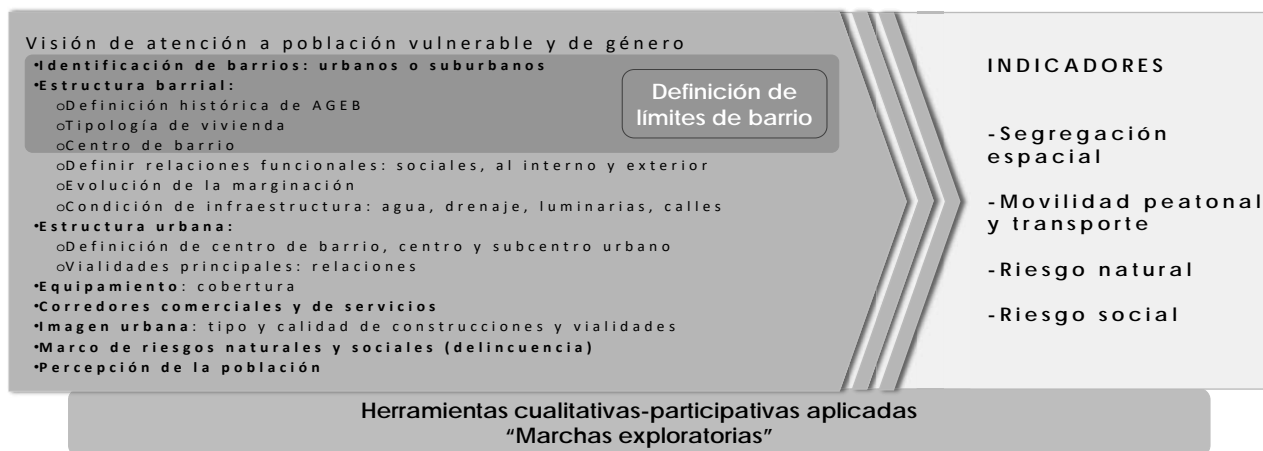 Visión de atención a población vulnerable y de género
•Identificación de barrios: urbanos o suburbanos
•Estructura barrial:
oDefinición histórica de AGEB
oTipología de vivienda
oCentro de barrio
oDefinir relaciones funcionales: sociales, al interno y exterior
oEvolución de la marginación
oCondición de infraestructura: agua, drenaje, luminarias, calles
•Estructura urbana:
oDefinición de centro de barrio, centro y subcentro urbano
oVialidades principales: relaciones
•Equipamiento: cobertura
•Corredores comerciales y de servicios
•Imagen urbana: tipo y calidad de construcciones y vialidades
•Marco de riesgos naturales y sociales (delincuencia)
•Percepción de la población
Definición de
límites de barrio
INDICADORES
-Segregación
espacial
-Movilidad peatonal
y transporte
-Riesgo natural
-Riesgo social
Herramientas cualitativas-participativas aplicadas
“Marchas exploratorias”